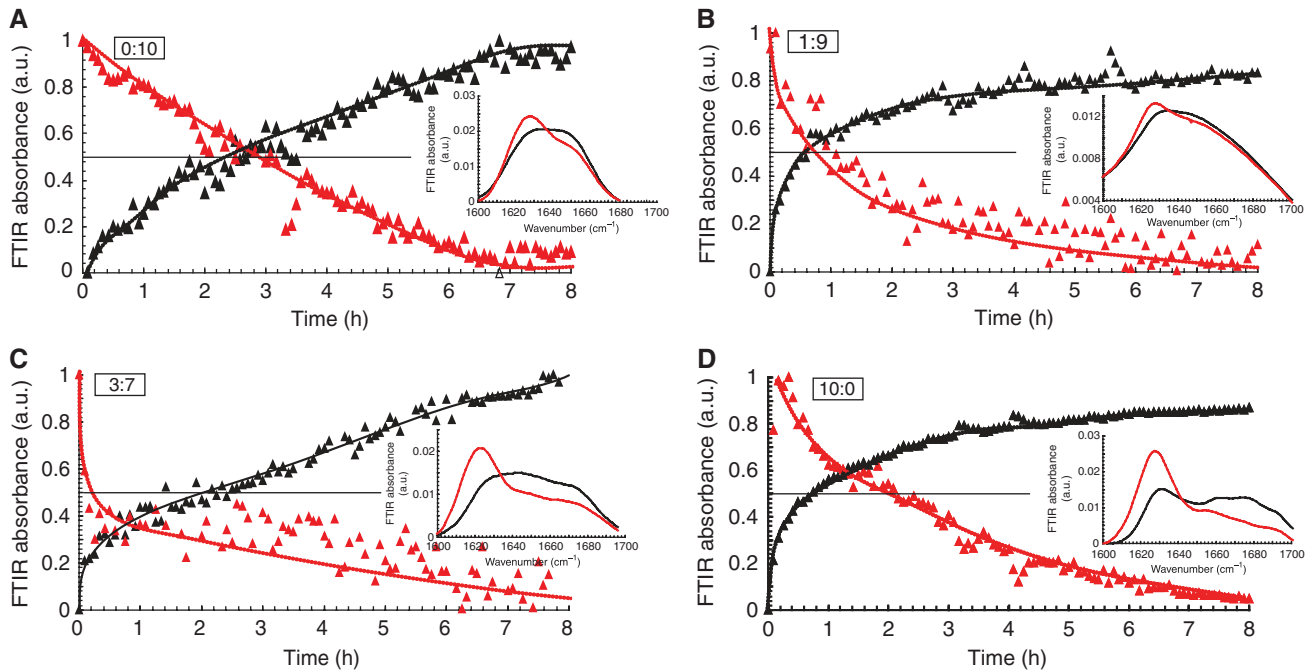 A
0:10
FTIR absorbance (a.u.)
1
0.8
0.6
0.4
0.2
0
0 1 2 3 4 5 6 7 8
Time (h)
FTIR absorbance
(a.u.)
0.03
0.02
0.01
0
1600 1620 1640 1660 1680 1700
Wavenumber (cm⁻¹)
B
1:9
FTIR absorbance (a.u.)
1
0.8
0.6
0.4
0.2
0
0 1 2 3 4 5 6 7 8
Time (h)
FTIR absorbance
(a.u.)
0.012
0.008
0.004
1600 1620 1640 1660 1680 1700
Wavenumber (cm⁻¹)
C
3:7
FTIR absorbance (a.u.)
1
0.8
0.6
0.4
0.2
0
0 1 2 3 4 5 6 7 8
Time (h)
FTIR absorbance
(a.u.)
0.02
0.01
0
1600 1620 1640 1660 1680 1700
Wavenumber (cm⁻¹)
D
10:0
FTIR absorbance (a.u.)
1
0.8
0.6
0.4
0.2
0
0 1 2 3 4 5 6 7 8
Time (h)
FTIR absorbance
(a.u.)
0.03
0.02
0.01
0
1600 1620 1640 1660 1680 1700
Wavenumber (cm⁻¹)